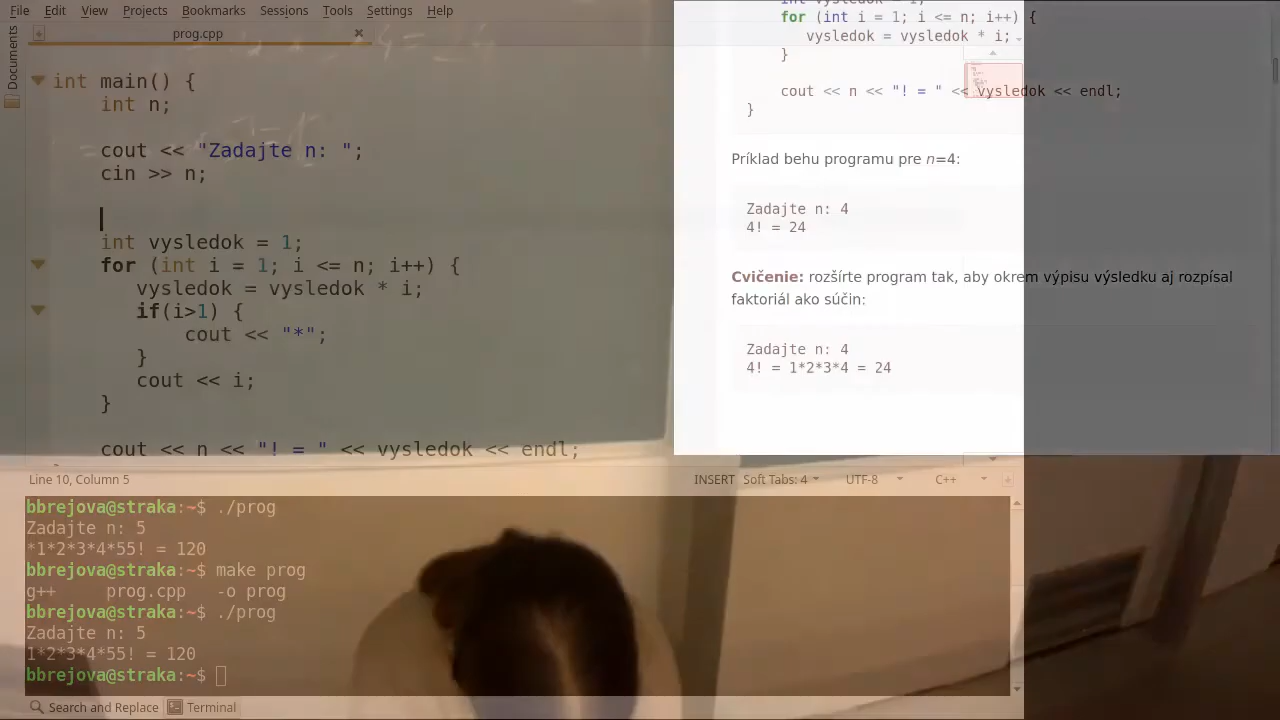 File Edit View Projects Bookmarks Sessions Tools Settings Help
Documents
prog.cpp
int main() {
int n;
cout << "Zadajte n: ";
cin >> n;
int vysledok = 1;
for (int i = 1; i <= n; i++) {
vysledok = vysledok * i;
if(i>1) {
cout << "*";
}
cout << i;
}
cout << n << "! = " << vysledok << endl;
Line 10, Column 5
INSERT Soft Tabs: 4 UTF-8 C++
bbrejova@straka:~$ ./prog
Zadajte n: 5
*1*2*3*4*55! = 120
bbrejova@straka:~$ make prog
g++ prog.cpp -o prog
bbrejova@straka:~$ ./prog
Zadajte n: 5
1*2*3*4*55! = 120
bbrejova@straka:~$
Search and Replace Terminal
for (int i = 1; i <= n; i++) {
vysledok = vysledok * i;
}
cout << n << "! = " << vysledok << endl;
}
Príklad behu programu pre n=4:
Zadajte n: 4
4! = 24
Cvičenie: rozšírte program tak, aby okrem výpisu výsledku aj rozpísal
faktoriál ako súčin:
Zadajte n: 4
4! = 1*2*3*4 = 24